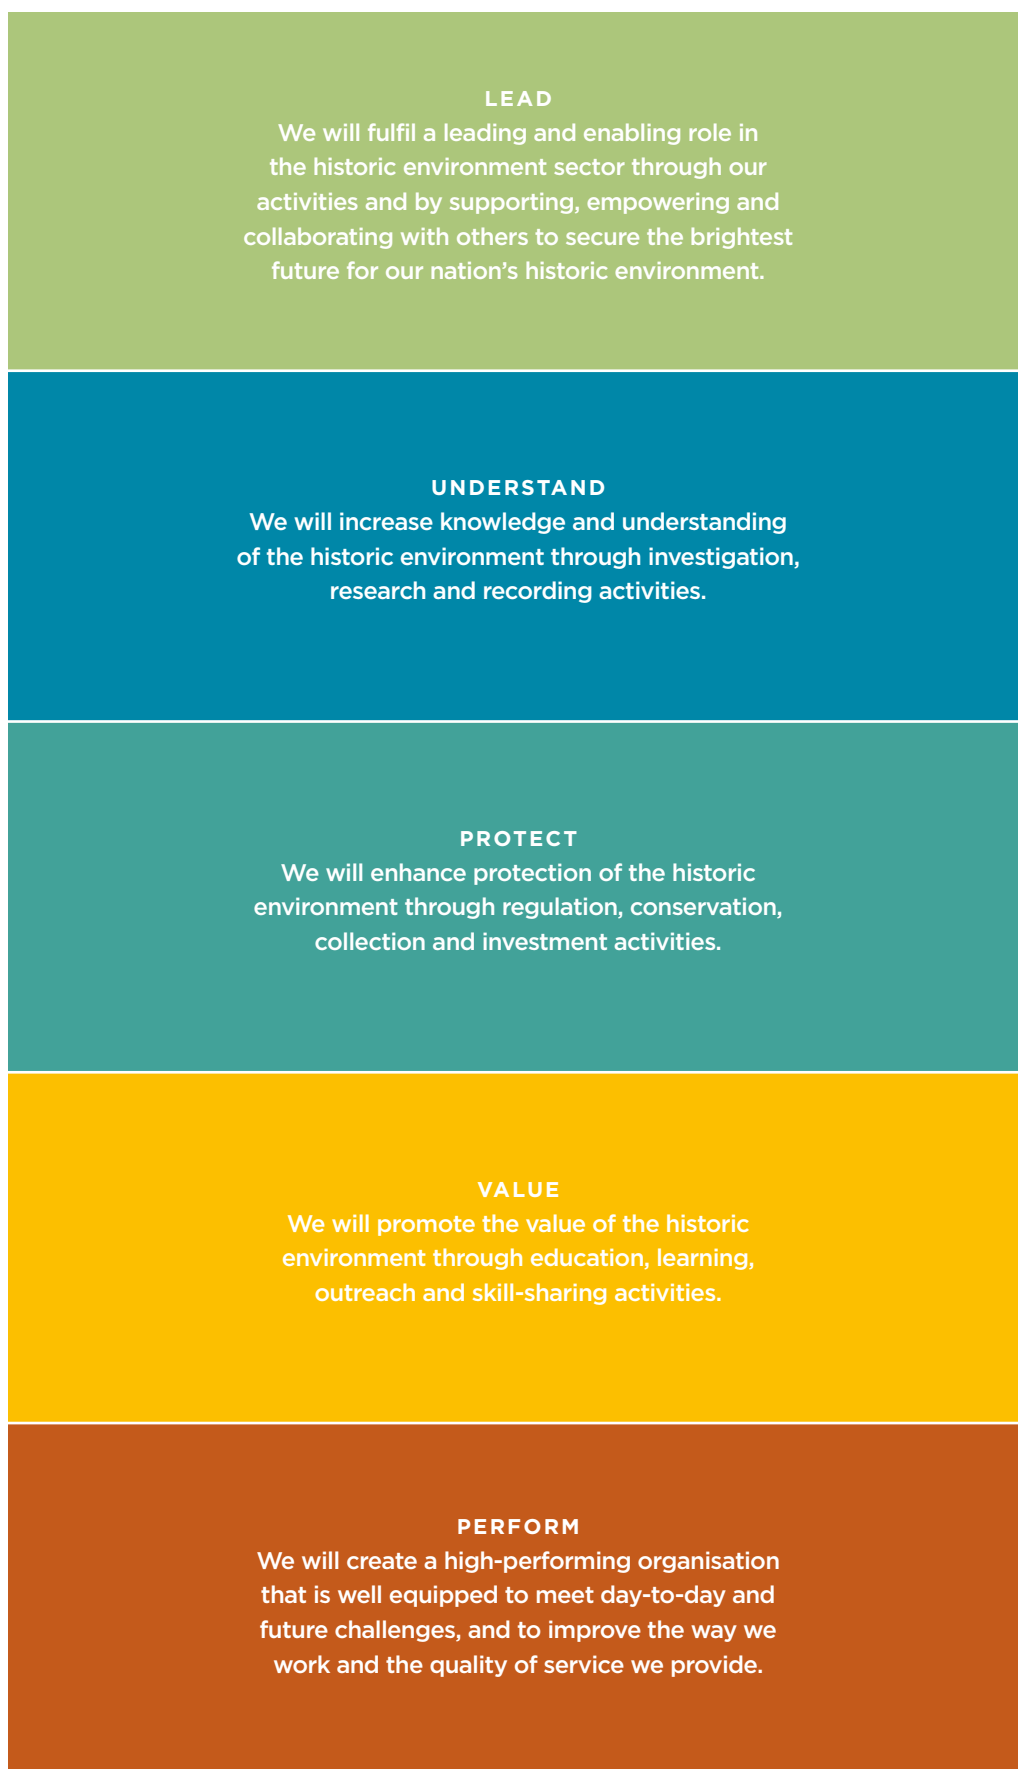 LEAD
We will fulfil a leading and enabling role in
the historic environment sector through our
activities and by supporting, empowering and
collaborating with others to secure the brightest
future for our nation’s historic environment.
UNDERSTAND
We will increase knowledge and understanding
of the historic environment through investigation,
research and recording activities.
PROTECT
We will enhance protection of the historic
environment through regulation, conservation,
collection and investment activities.
VALUE
We will promote the value of the historic
environment through education, learning,
outreach and skill-sharing activities.
PERFORM
We will create a high-performing organisation
that is well equipped to meet day-to-day and
future challenges, and to improve the way we
work and the quality of service we provide.